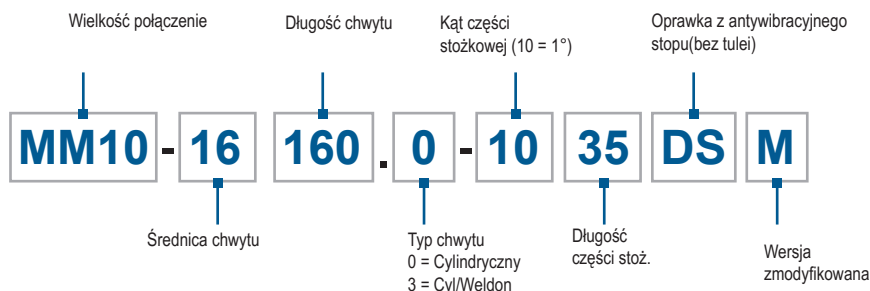 Wielkość połączenie
Długość chwytu
Kąt części
stożkowej (10 = 1°)
Oprawka z antywibracyjnego
stopu(bez tulei)
MM10 - 16 160 . 0 - 10 35 DS M
Średnica chwytu
Typ chwytu
0 = Cylindryczny
3 = Cyl/Weldon
Długość
części stoż.
Wersja
zmodyfikowana